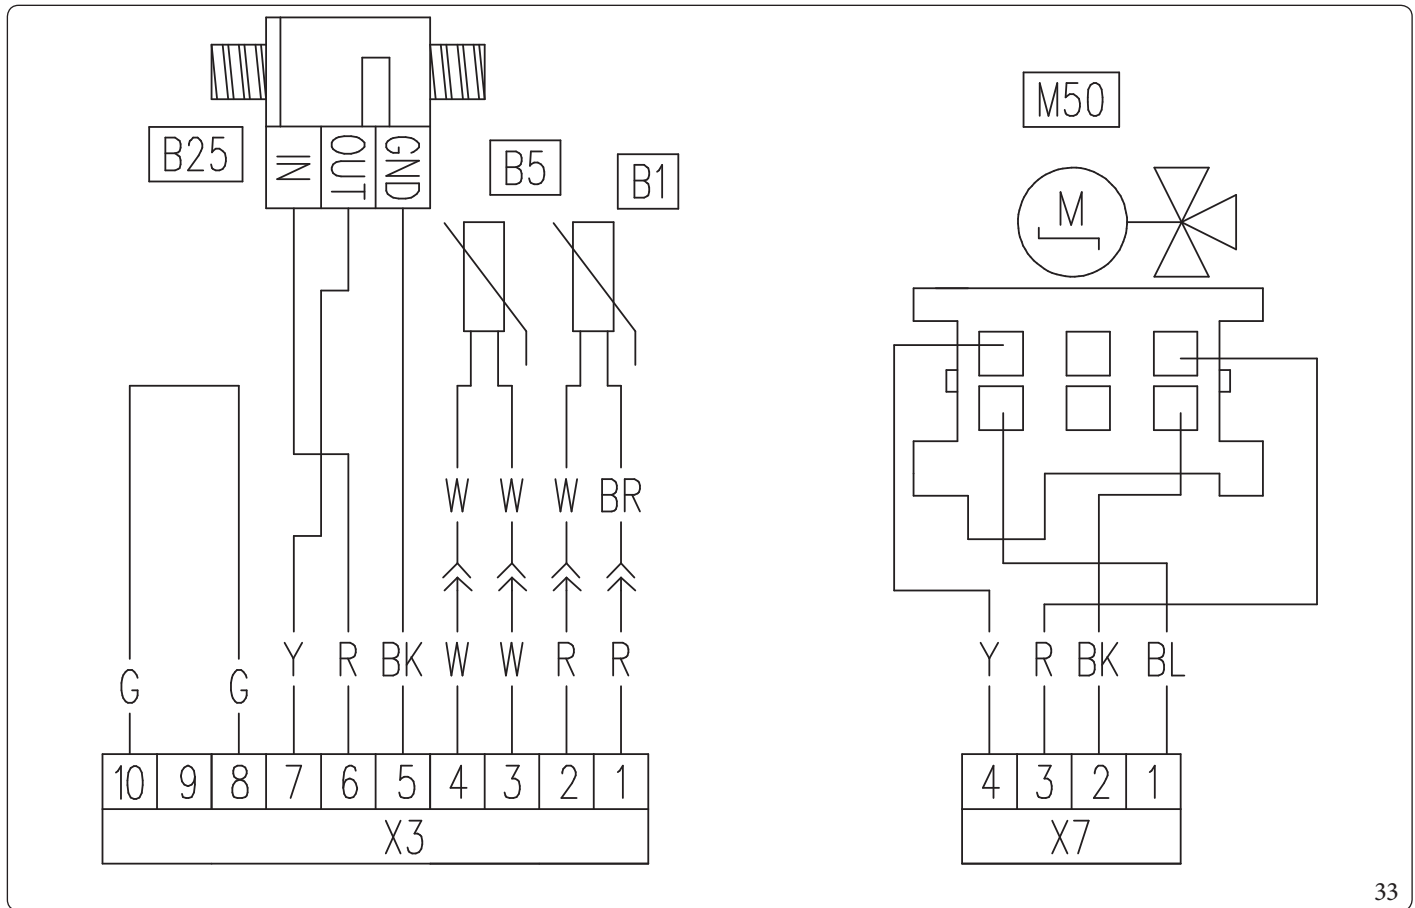 M50
B25
IN OUT GND
B5
B1
M
W W W BR
G G Y R BK W W R R
Y R BK BL
10 9 8 7 6 5 4 3 2 1
X3
4 3 2 1
X7
33